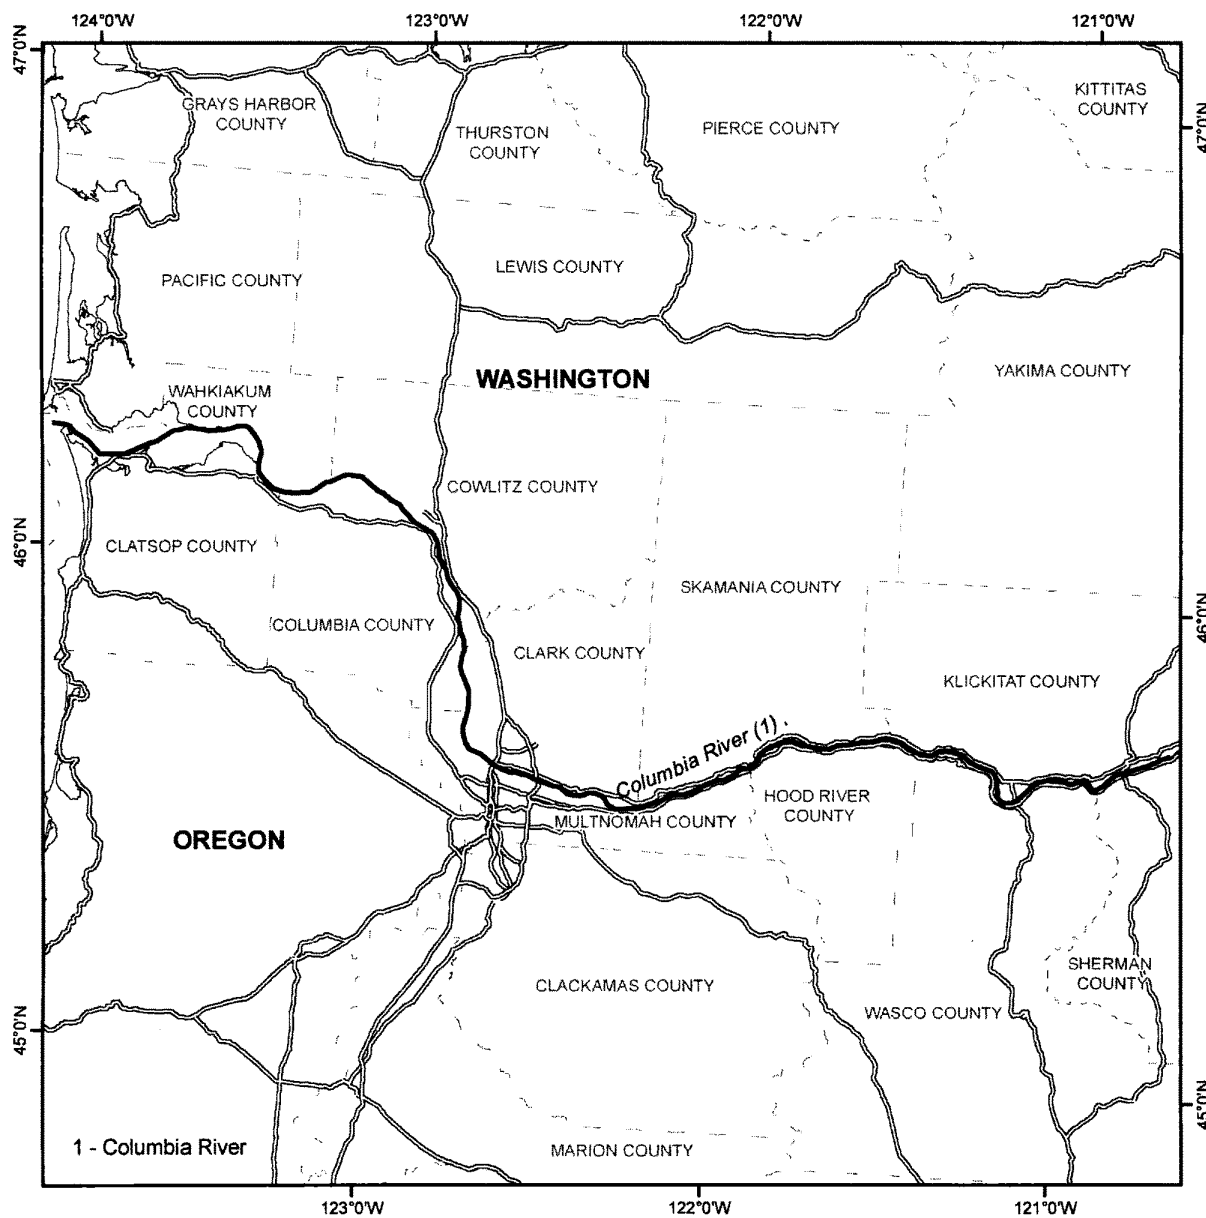 124°0'W 123°0'W 122°0'W 121°0'W
47°0'N
47°0'N
KITTITAS
COUNTY
GRAYS HARBOR
COUNTY
THURSTON
COUNTY
PIERCE COUNTY
PACIFIC COUNTY
LEWIS COUNTY
WASHINGTON
YAKIMA COUNTY
WAHKIAKUM
COUNTY
COWLITZ COUNTY
46°0'N
CLATSOP COUNTY
SKAMANIA COUNTY
46°0'N
COLUMBIA COUNTY
CLARK COUNTY
KLICKITAT COUNTY
Columbia River (1)
HOOD RIVER
COUNTY
MULTNOMAH COUNTY
OREGON
SHERMAN
COUNTY
CLACKAMAS COUNTY
WASCO COUNTY
45°0'N
45°0'N
1 - Columbia River
MARION COUNTY
123°0'W 122°0'W 121°0'W